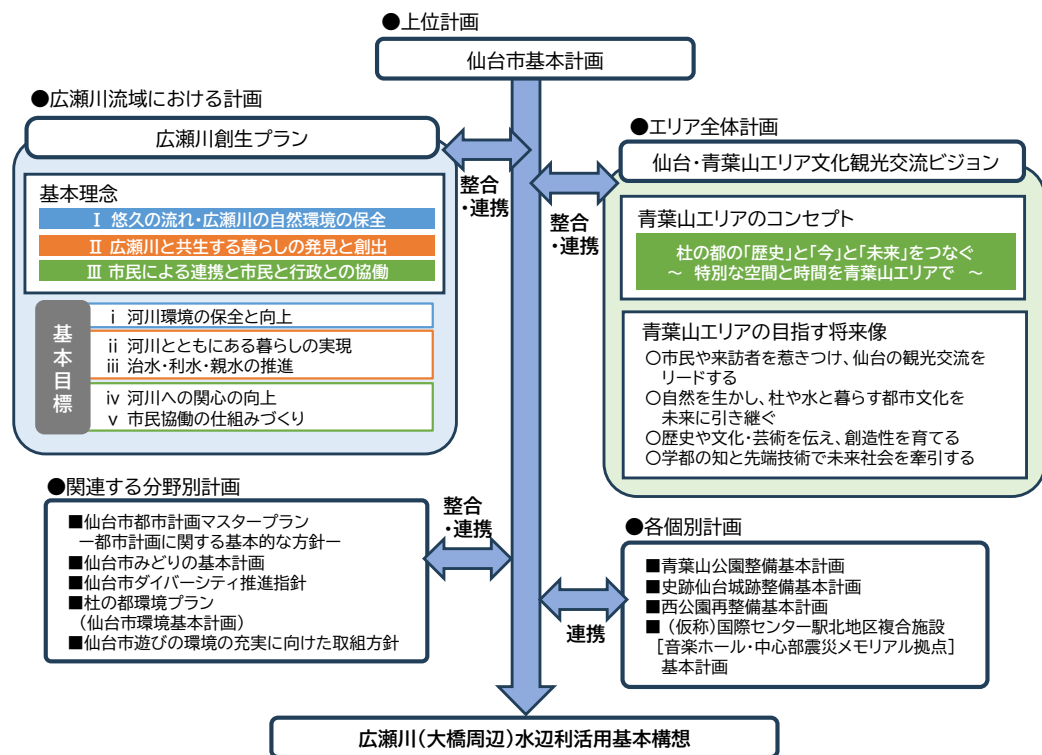 ●上位計画
仙台市基本計画
●広瀬川流域における計画
広瀬川創生プラン
基本理念
Ⅰ 悠久の流れ・広瀬川の自然環境の保全
Ⅱ 広瀬川と共生する暮らしの発見と創出
Ⅲ 市民による連携と市民と行政との協働
基本目標
ⅰ 河川環境の保全と向上
ⅱ 河川とともにある暮らしの実現
ⅲ 治水・利水・親水の推進
ⅳ 河川への関心の向上
ⅴ 市民協働の仕組みづくり
整合
・連携
●エリア全体計画
仙台・青葉山エリア文化観光交流ビジョン
整合
・連携
青葉山エリアのコンセプト
杜の都の「歴史」と「今」と「未来」をつなぐ
～ 特別な空間と時間を青葉山エリアで ～
青葉山エリアの目指す将来像
〇市民や来訪者を惹きつけ、仙台の観光交流を
リードする
〇自然を生かし、杜や水と暮らす都市文化を
未来に引き継ぐ
〇歴史や文化・芸術を伝え、創造性を育てる
〇学都の知と先端技術で未来社会を牽引する
●関連する分野別計画
■仙台市都市計画マスタープラン
ー都市計画に関する基本的な方針ー
■仙台市みどりの基本計画
■仙台市ダイバーシティ推進指針
■杜の都環境プラン
（仙台市環境基本計画）
■仙台市遊びの環境の充実に向けた取組方針
整合
・連携
●各個別計画
■青葉山公園整備基本計画
■史跡仙台城跡整備基本計画
■西公園再整備基本計画
■（仮称）国際センター駅北地区複合施設
［音楽ホール・中心部震災メモリアル拠点］
基本計画
連携
広瀬川（大橋周辺）水辺利活用基本構想